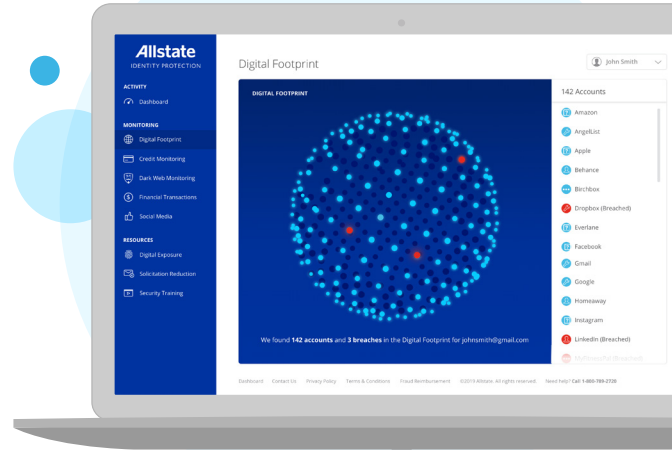 Allstate
IDENTITY PROTECTION
ACTIVITY
Dashboard
MONITORING
Digital Footprint
Credit Monitoring
Dark Web Monitoring
Financial Transactions
Social Media
RESOURCES
Digital Exposure
Solicitation Reduction
Security Training
Digital Footprint
John Smith
DIGITAL FOOTPRINT
We found 142 accounts and 3 breaches in the Digital Footprint for johnsmith@gmail.com
142 Accounts
Amazon
AngelList
Apple
Behance
Birchbox
Dropbox (Breached)
Everlane
Facebook
Gmail
Google
Homeaway
Instagram
LinkedIn (Breached)
Dashboard Contact Us Privacy Policy Terms & Conditions Fraud Reimbursement ©2019 Allstate. All rights reserved. Need help? Call 1-800-789-2720